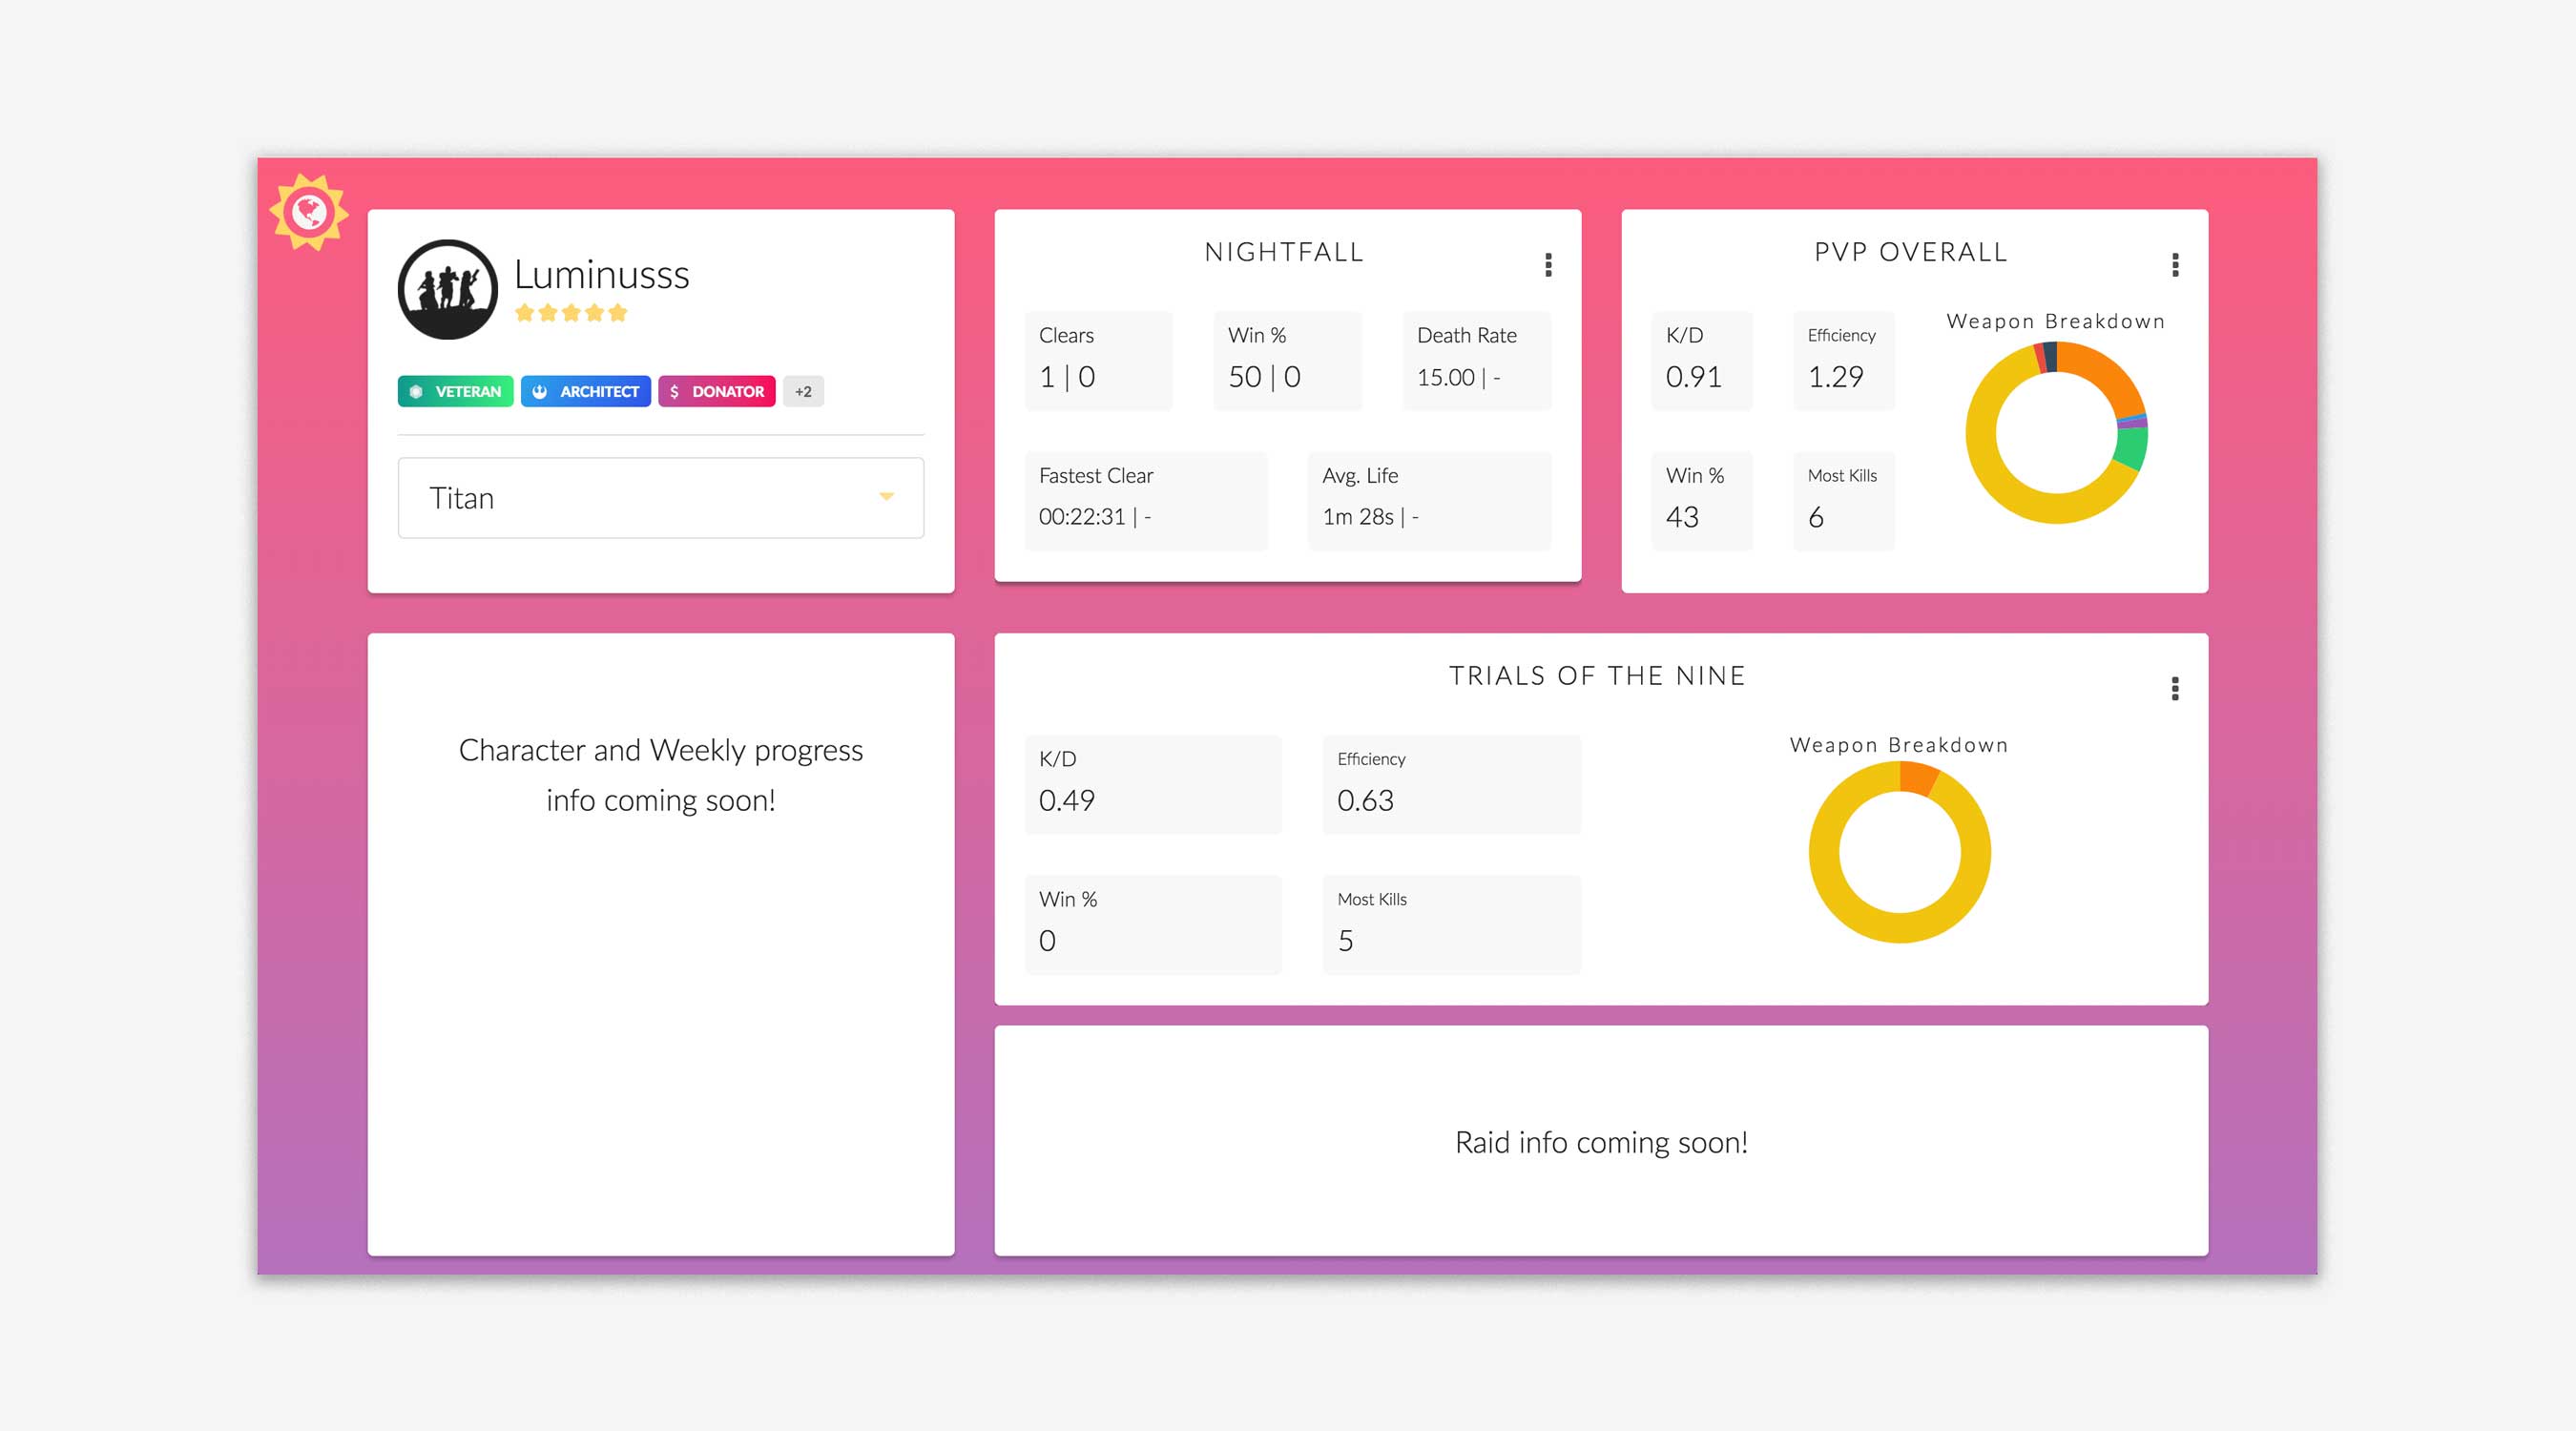 Luminusss
VETERAN
ARCHITECT
$ DONATOR
+2
Titan
NIGHTFALL
Clears
1 | 0
Win %
50 | 0
Death Rate
15.00 | -
Fastest Clear
00:22:31 | -
Avg. Life
1m 28s | -
PVP OVERALL
K/D
0.91
Efficiency
1.29
Win %
43
Most Kills
6
Weapon Breakdown
Character and Weekly progress
info coming soon!
TRIALS OF THE NINE
K/D
0.49
Efficiency
0.63
Win %
0
Most Kills
5
Weapon Breakdown
Raid info coming soon!